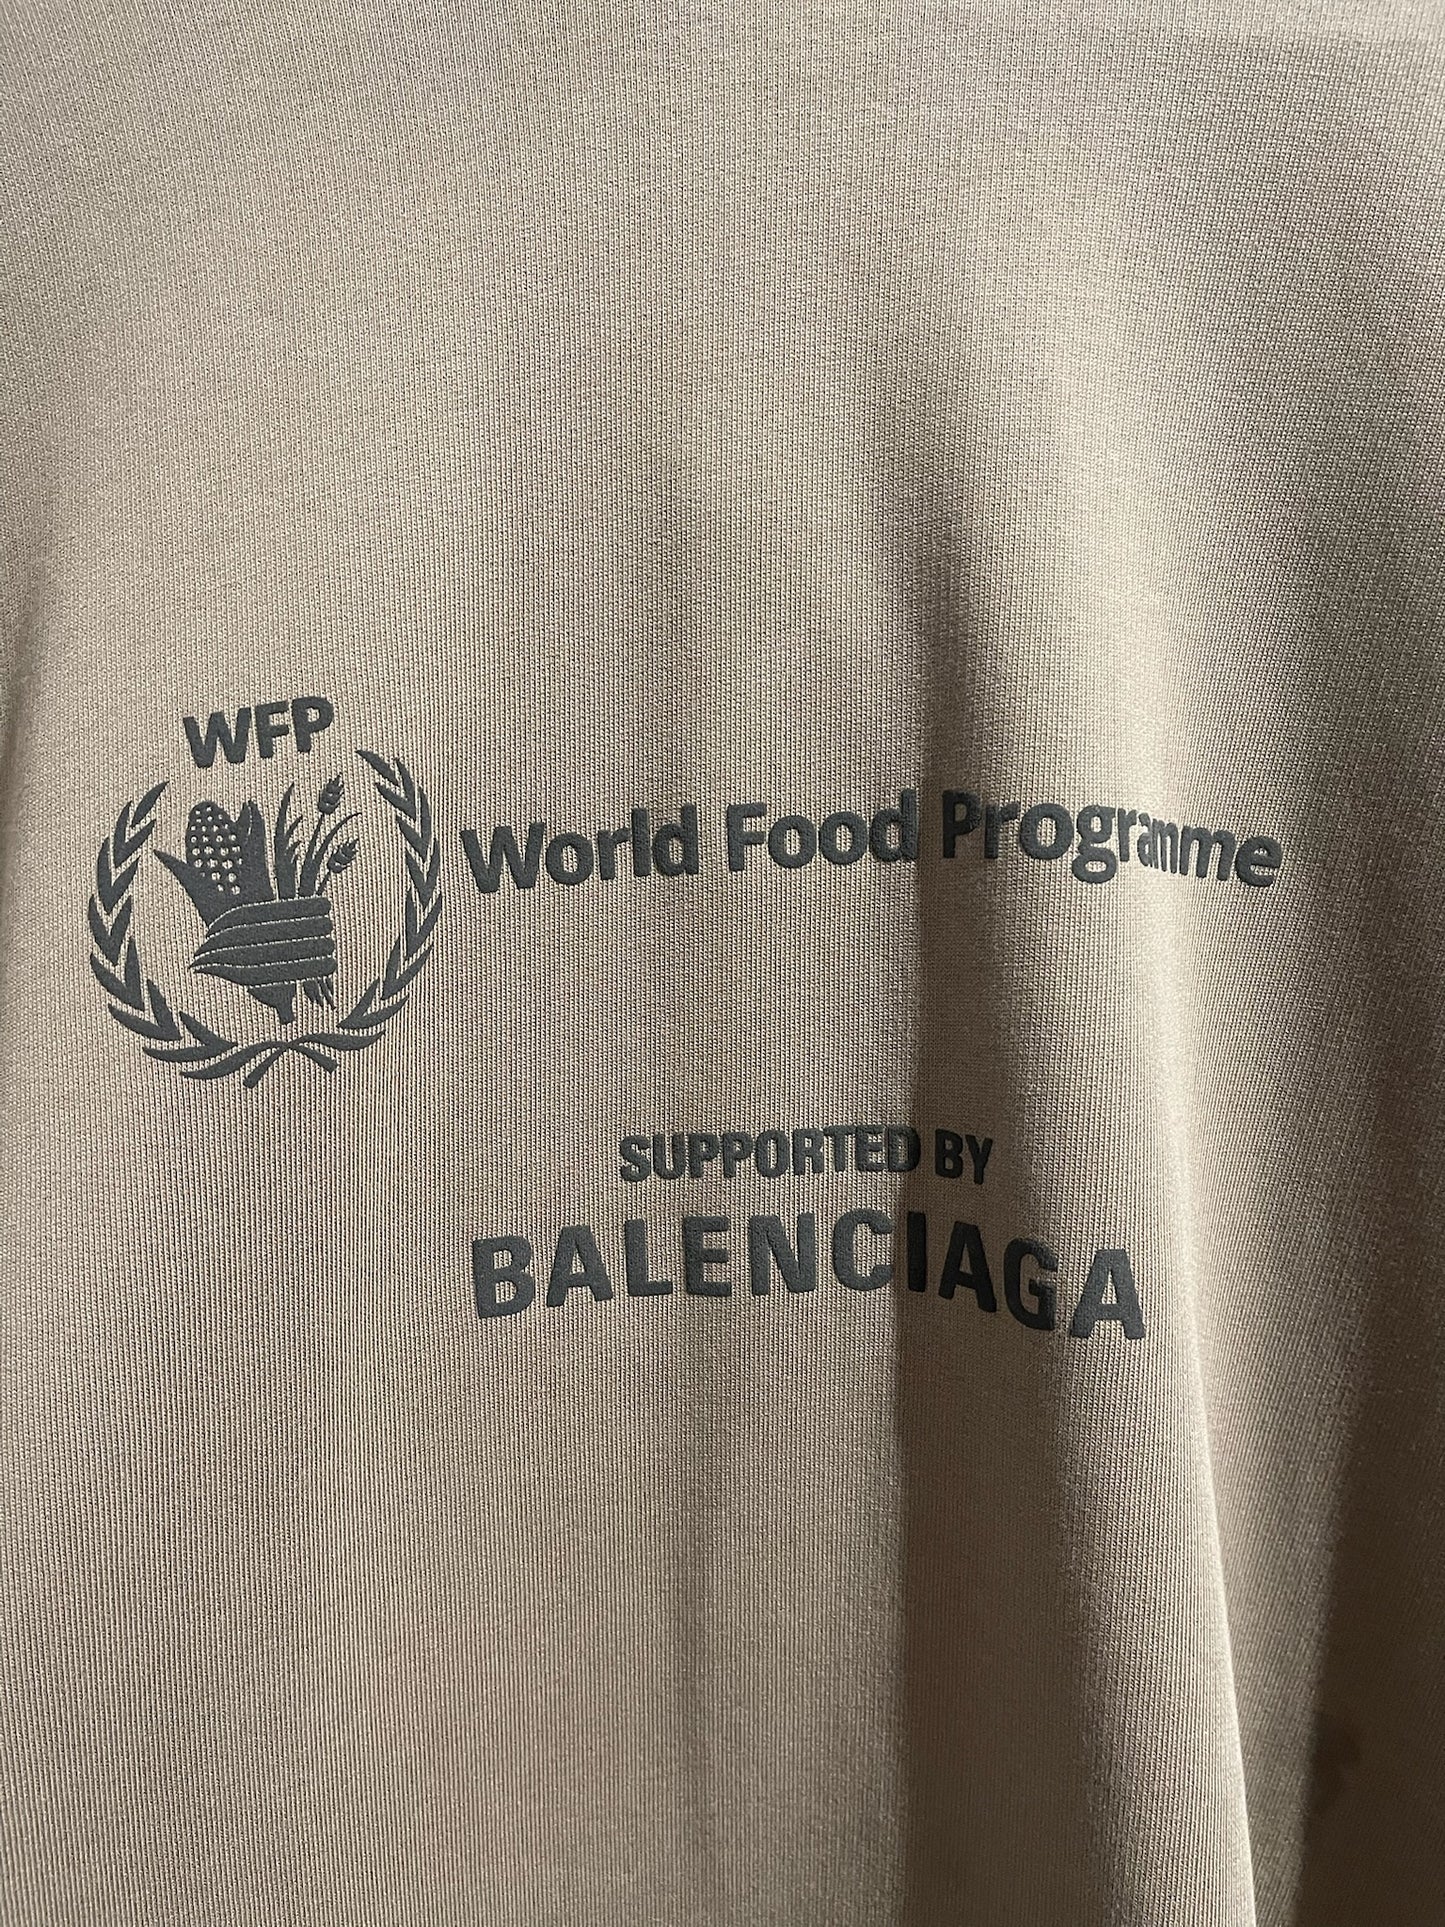 WFP
World Food Programme
SUPPORTED BY
BALENCIAGA